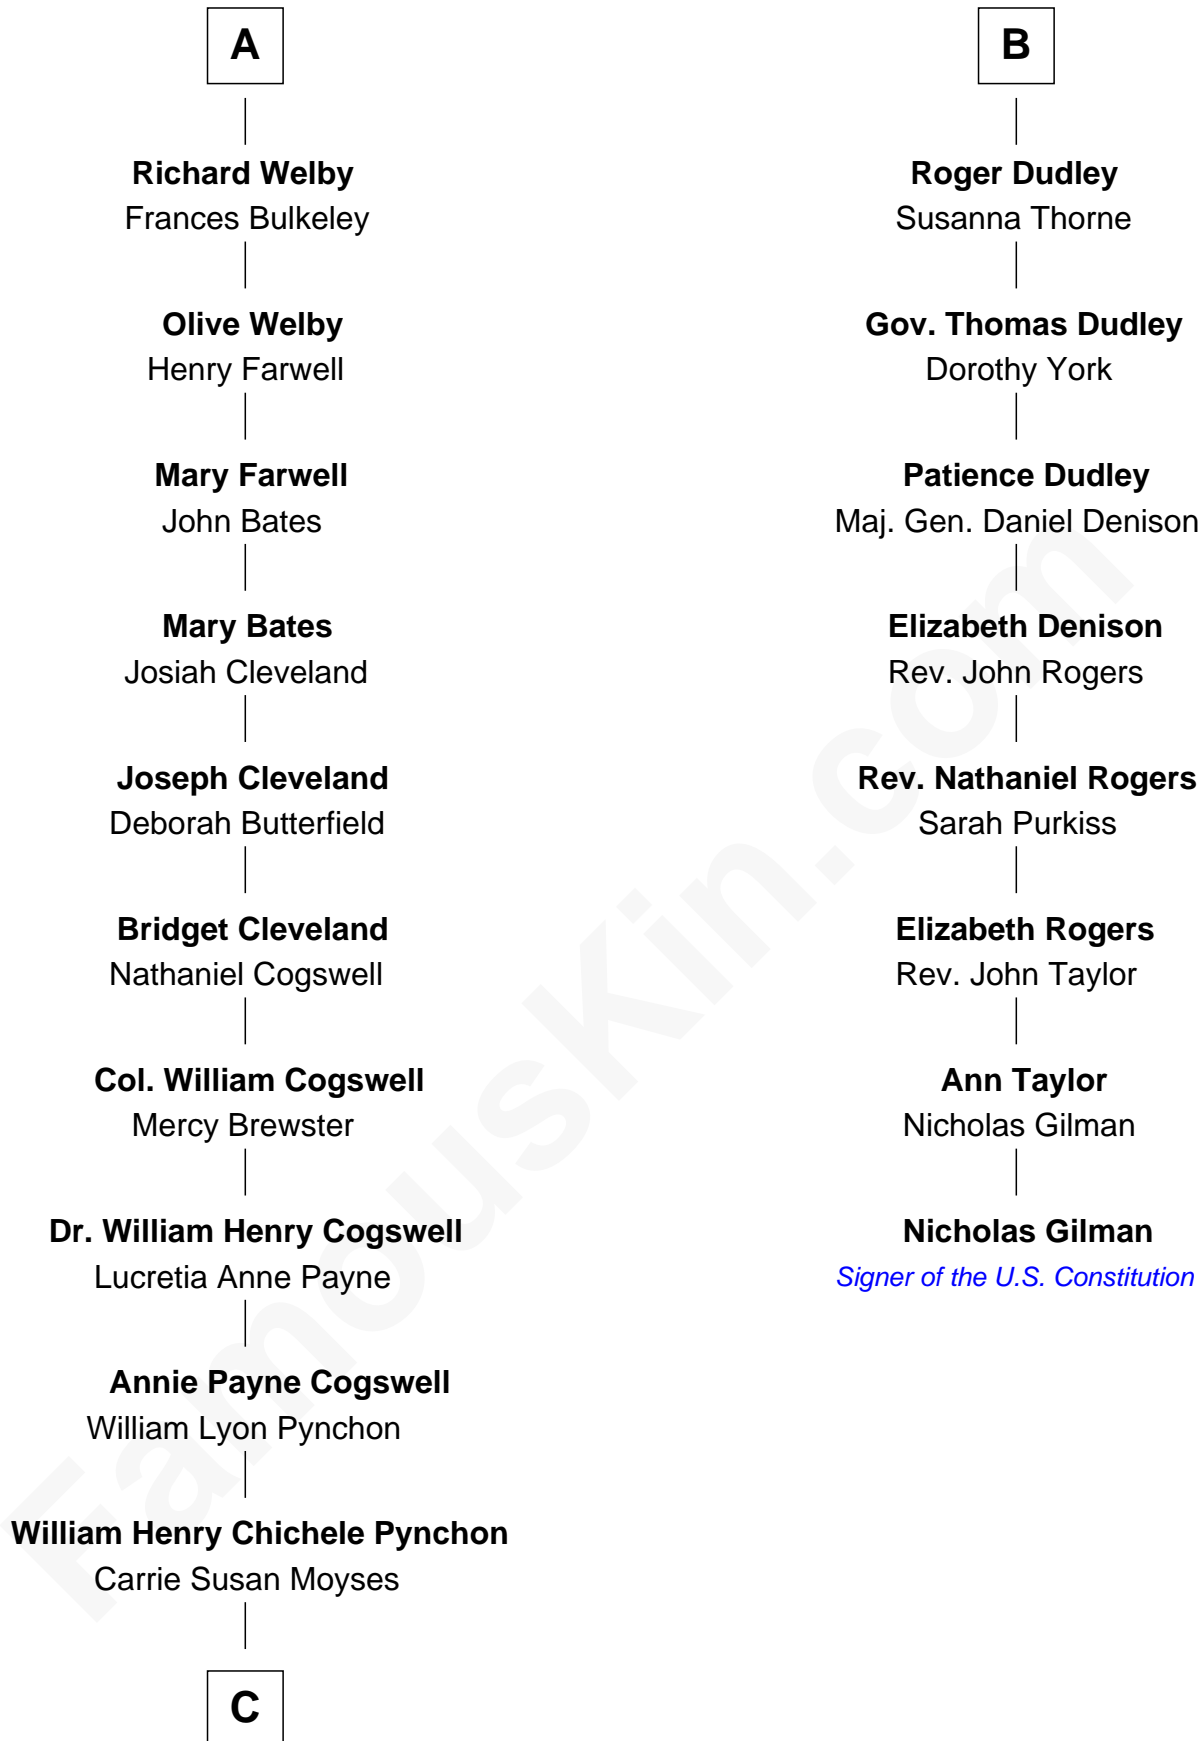 A
Richard Welby
Frances Bulkeley
Olive Welby
Henry Farwell
Mary Farwell
John Bates
Mary Bates
Josiah Cleveland
Joseph Cleveland
Deborah Butterfield
Bridget Cleveland
Nathaniel Cogswell
Col. William Cogswell
Mercy Brewster
Dr. William Henry Cogswell
Lucretia Anne Payne
Annie Payne Cogswell
William Lyon Pynchon
William Henry Chichele Pynchon
Carrie Susan Moyses
C
B
Roger Dudley
Susanna Thorne
Gov. Thomas Dudley
Dorothy York
Patience Dudley
Maj. Gen. Daniel Denison
Elizabeth Denison
Rev. John Rogers
Rev. Nathaniel Rogers
Sarah Purkiss
Elizabeth Rogers
Rev. John Taylor
Ann Taylor
Nicholas Gilman
Nicholas Gilman
Signer of the U.S. Constitution
FamousKin.com